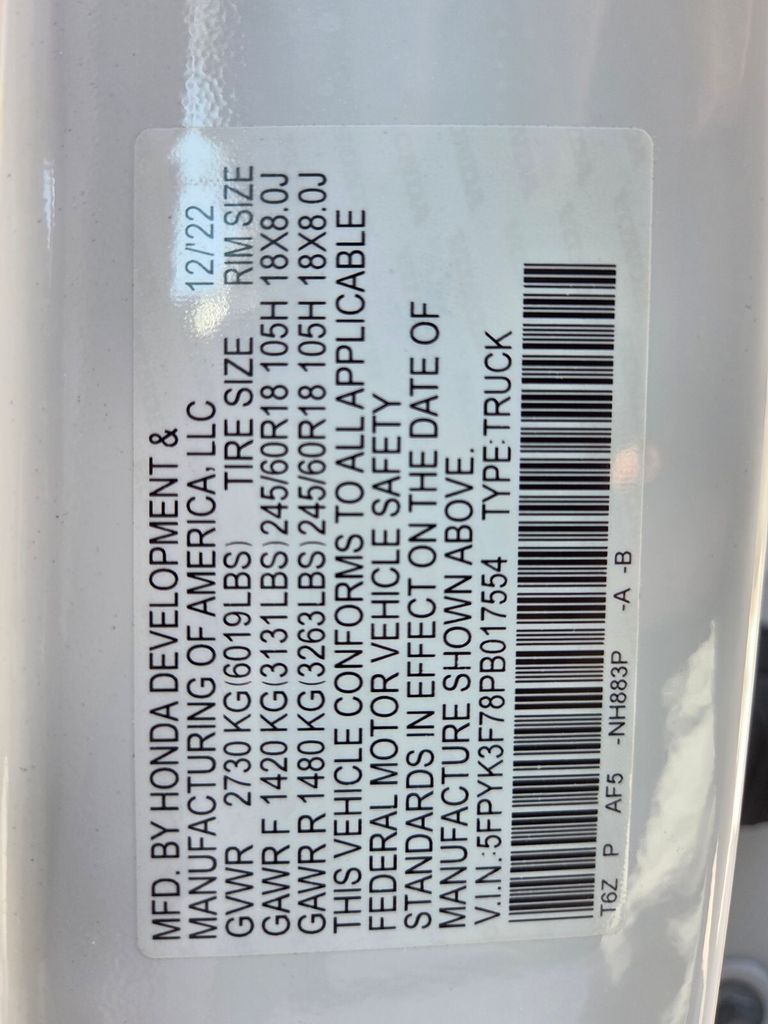 MFD. BY HONDA DEVELOPMENT &
MANUFACTURING OF AMERICA, LLC 12/'22
GVWR 2730 KG(6019LBS) TIRE SIZE RIM SIZE
GAWR F 1420 KG(3131LBS) 245/60R18 105H 18X8.0J
GAWR R 1480 KG(3263LBS) 245/60R18 105H 18X8.0J
THIS VEHICLE CONFORMS TO ALL APPLICABLE
FEDERAL MOTOR VEHICLE SAFETY
STANDARDS IN EFFECT ON THE DATE OF
MANUFACTURE SHOWN ABOVE.
V.I.N.:5FPYK3F78PB017554 TYPE:TRUCK
T6Z P AF5 -NH883P -A -B